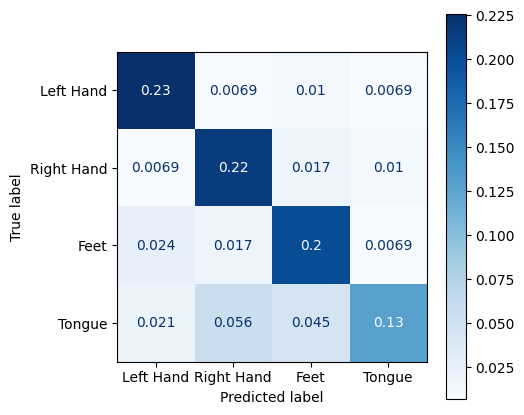 0.225
0.200
0.175
0.150
0.125
0.100
0.075
0.050
0.025
True label
Left Hand 0.23 0.0069 0.01 0.0069
Right Hand 0.0069 0.22 0.017 0.01
Feet 0.024 0.017 0.2 0.0069
Tongue 0.021 0.056 0.045 0.13
Left Hand Right Hand Feet Tongue
Predicted label